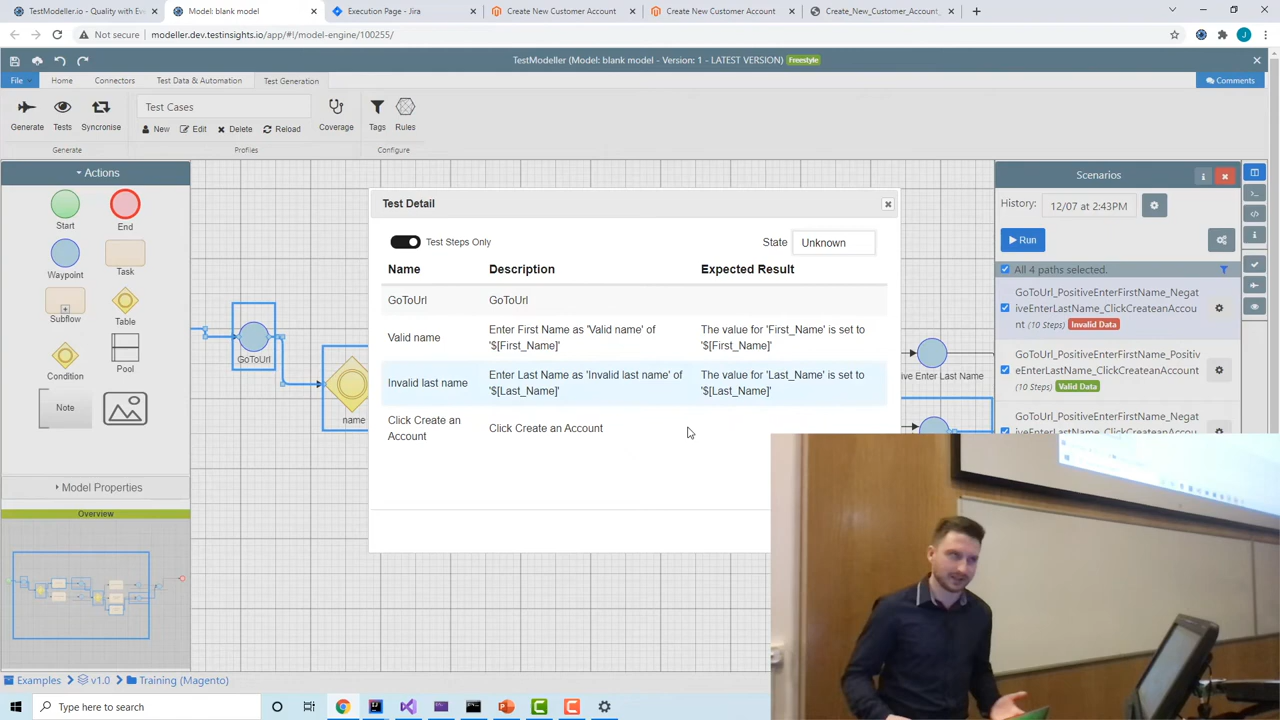 TestModeller.io - Quality with Eve
Model: blank model
Execution Page - Jira
Create New Customer Account
Create New Customer Account
Create_New_Customer_Account_
Not secure
modeller.dev.testinsights.io/app/#!/model-engine/100255/
J
TestModeller (Model: blank model - Version: 1 - LATEST VERSION) Freestyle
File
Home
Connectors
Test Data & Automation
Test Generation
Comments
Test Cases
Generate
Tests
Syncronise
New
Edit
Delete
Reload
Coverage
Tags
Rules
Generate
Profiles
Configure
Actions
Start
End
Waypoint
Task
Subflow
Table
Condition
Pool
Note
Model Properties
Overview
GoToUrl
name
Test Detail
Test Steps Only
State
Unknown
Name
Description
Expected Result
GoToUrl
GoToUrl
Valid name
Enter First Name as 'Valid name' of
'$[First_Name]'
The value for 'First_Name' is set to
'$[First_Name]'
Invalid last name
Enter Last Name as 'Invalid last name' of
'$[Last_Name]'
The value for 'Last_Name' is set to
'$[Last_Name]'
Click Create an
Account
Click Create an Account
ive Enter Last Name
Scenarios
History:
12/07 at 2:43PM
Run
All 4 paths selected.
GoToUrl_PositiveEnterFirstName_Negat
iveEnterLastName_ClickCreateanAccou
nt (10 Steps) Invalid Data
GoToUrl_PositiveEnterFirstName_Positiv
eEnterLastName_ClickCreateanAccount
(10 Steps) Valid Data
GoToUrl_PositiveEnterFirstName_Negat
iveEnterLastName_ClickCreateanAccou
Examples
v1.0
Training (Magento)
Type here to search